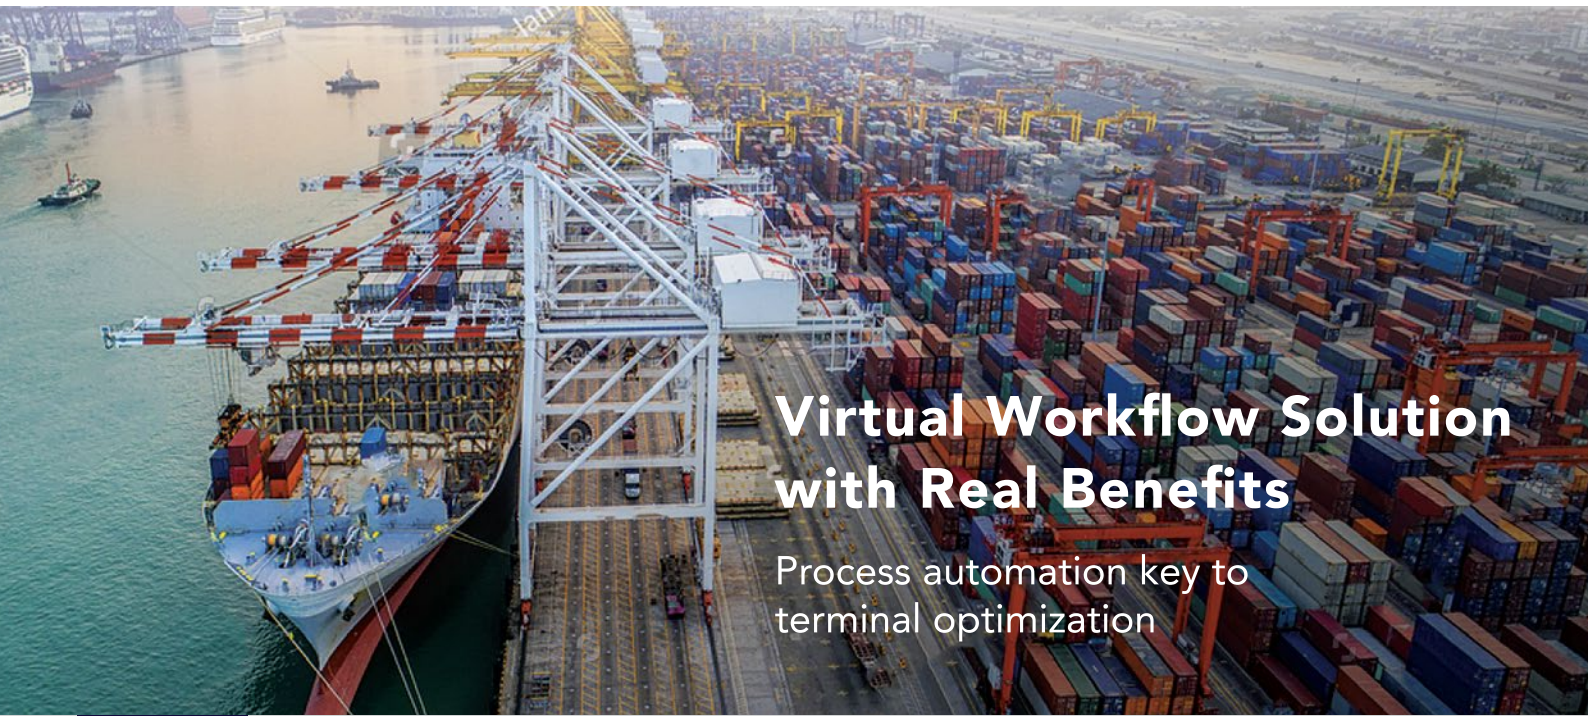 Virtual Workflow Solution
with Real Benefits
Process automation key to
terminal optimization